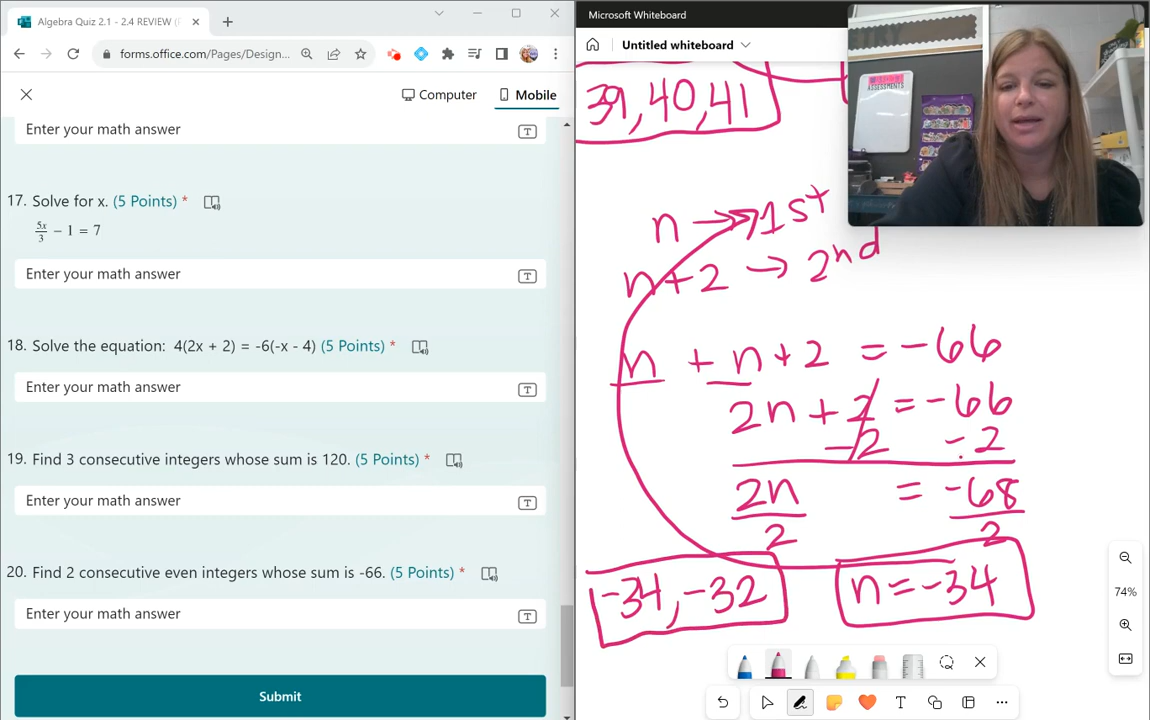 Algebra Quiz 2.1 - 2.4 REVIEW (
forms.office.com/Pages/Design...
Computer
Mobile
Enter your math answer
17. Solve for x. (5 Points) *
5x/3 − 1 = 7
Enter your math answer
18. Solve the equation: 4(2x + 2) = -6(-x - 4) (5 Points) *
Enter your math answer
19. Find 3 consecutive integers whose sum is 120. (5 Points) *
Enter your math answer
20. Find 2 consecutive even integers whose sum is -66. (5 Points) *
Enter your math answer
Submit
Microsoft Whiteboard
Untitled whiteboard
ASSESSMENTS
39, 40, 41
n → 1st
n+2 → 2nd
n + n+2 = -66
2n + 2 = -66
-2 -2
2n = -68
2 2
-34, -32
n = -34
74%